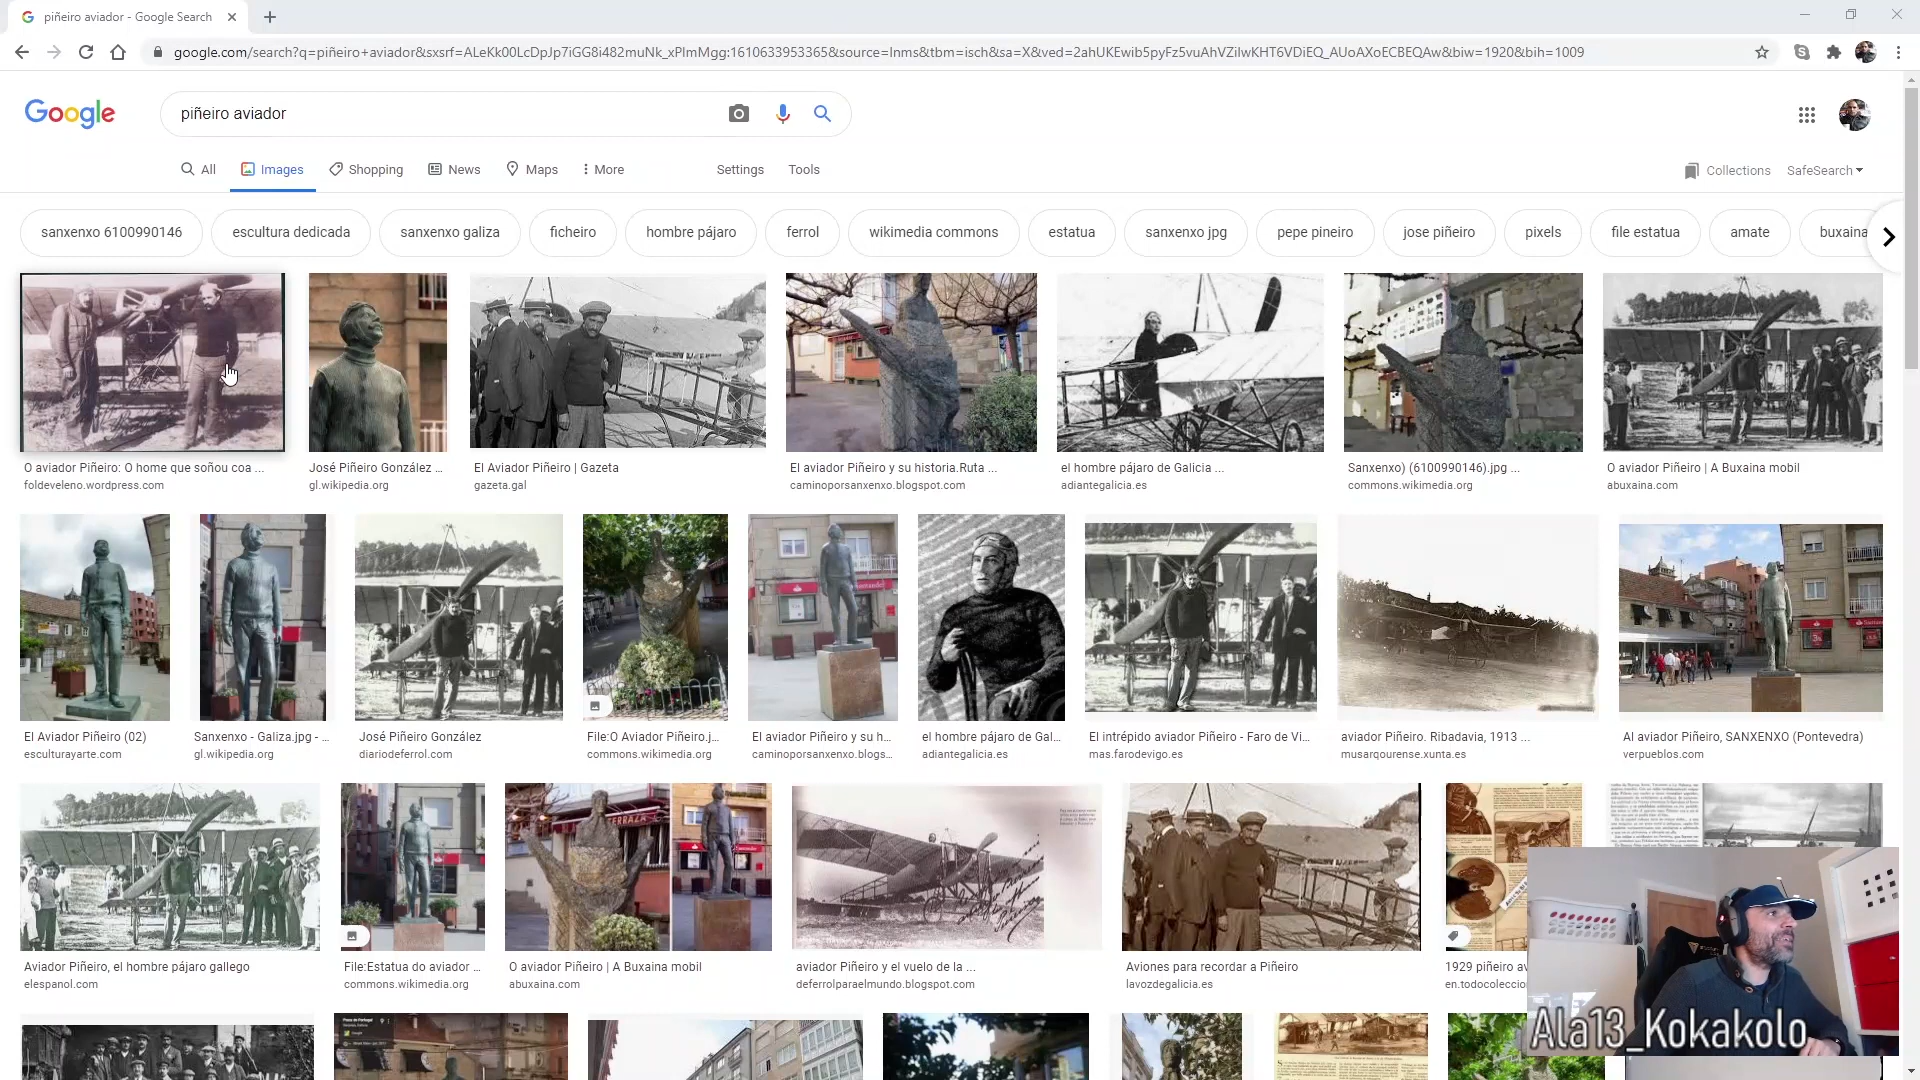 piñeiro aviador - Google Search
google.com/search?q=piñeiro+aviador&sxsrf=ALeKk00LcDpJp7iGG8i482muNk_xPlmMgg:1610633953365&source=lnms&tbm=isch&sa=X&ved=2ahUKEwib5pyFz5vuAhVZilwKHT6VDiEQ_AUoAXoECBEQAw&biw=1920&bih=1009
Google
piñeiro aviador
All Images Shopping News Maps More Settings Tools Collections SafeSearch
sanxenxo 6100990146 escultura dedicada sanxenxo galiza ficheiro hombre pájaro ferrol wikimedia commons estatua sanxenxo jpg pepe pineiro jose piñeiro pixels file estatua amate buxaina
O aviador Piñeiro: O home que soñou coa ... José Piñeiro González ... El Aviador Piñeiro | Gazeta El aviador Piñeiro y su historia.Ruta ... el hombre pájaro de Galicia ... Sanxenxo) (6100990146).jpg ... O aviador Piñeiro | A Buxaina mobil
foldeveleno.wordpress.com gl.wikipedia.org gazeta.gal caminoporsanxenxo.blogspot.com adiantegalicia.es commons.wikimedia.org abuxaina.com
El Aviador Piñeiro (02) Sanxenxo - Galiza.jpg - ... José Piñeiro González File:O Aviador Piñeiro.j... El aviador Piñeiro y su h... el hombre pájaro de Gal... El intrépido aviador Piñeiro - Faro de Vi... aviador Piñeiro. Ribadavia, 1913 ... Al aviador Piñeiro, SANXENXO (Pontevedra)
esculturayarte.com gl.wikipedia.org diariodeferrol.com commons.wikimedia.org caminoporsanxenxo.blogs... adiantegalicia.es mas.farodevigo.es musarqourense.xunta.es verpueblos.com
Aviador Piñeiro, el hombre pájaro gallego File:Estatua do aviador ... O aviador Piñeiro | A Buxaina mobil aviador Piñeiro y el vuelo de la ... Aviones para recordar a Piñeiro 1929 piñeiro av
elespanol.com commons.wikimedia.org abuxaina.com deferrolparaelmundo.blogspot.com lavozdegalicia.es en.todocoleccio
Ala13_Kokakolo